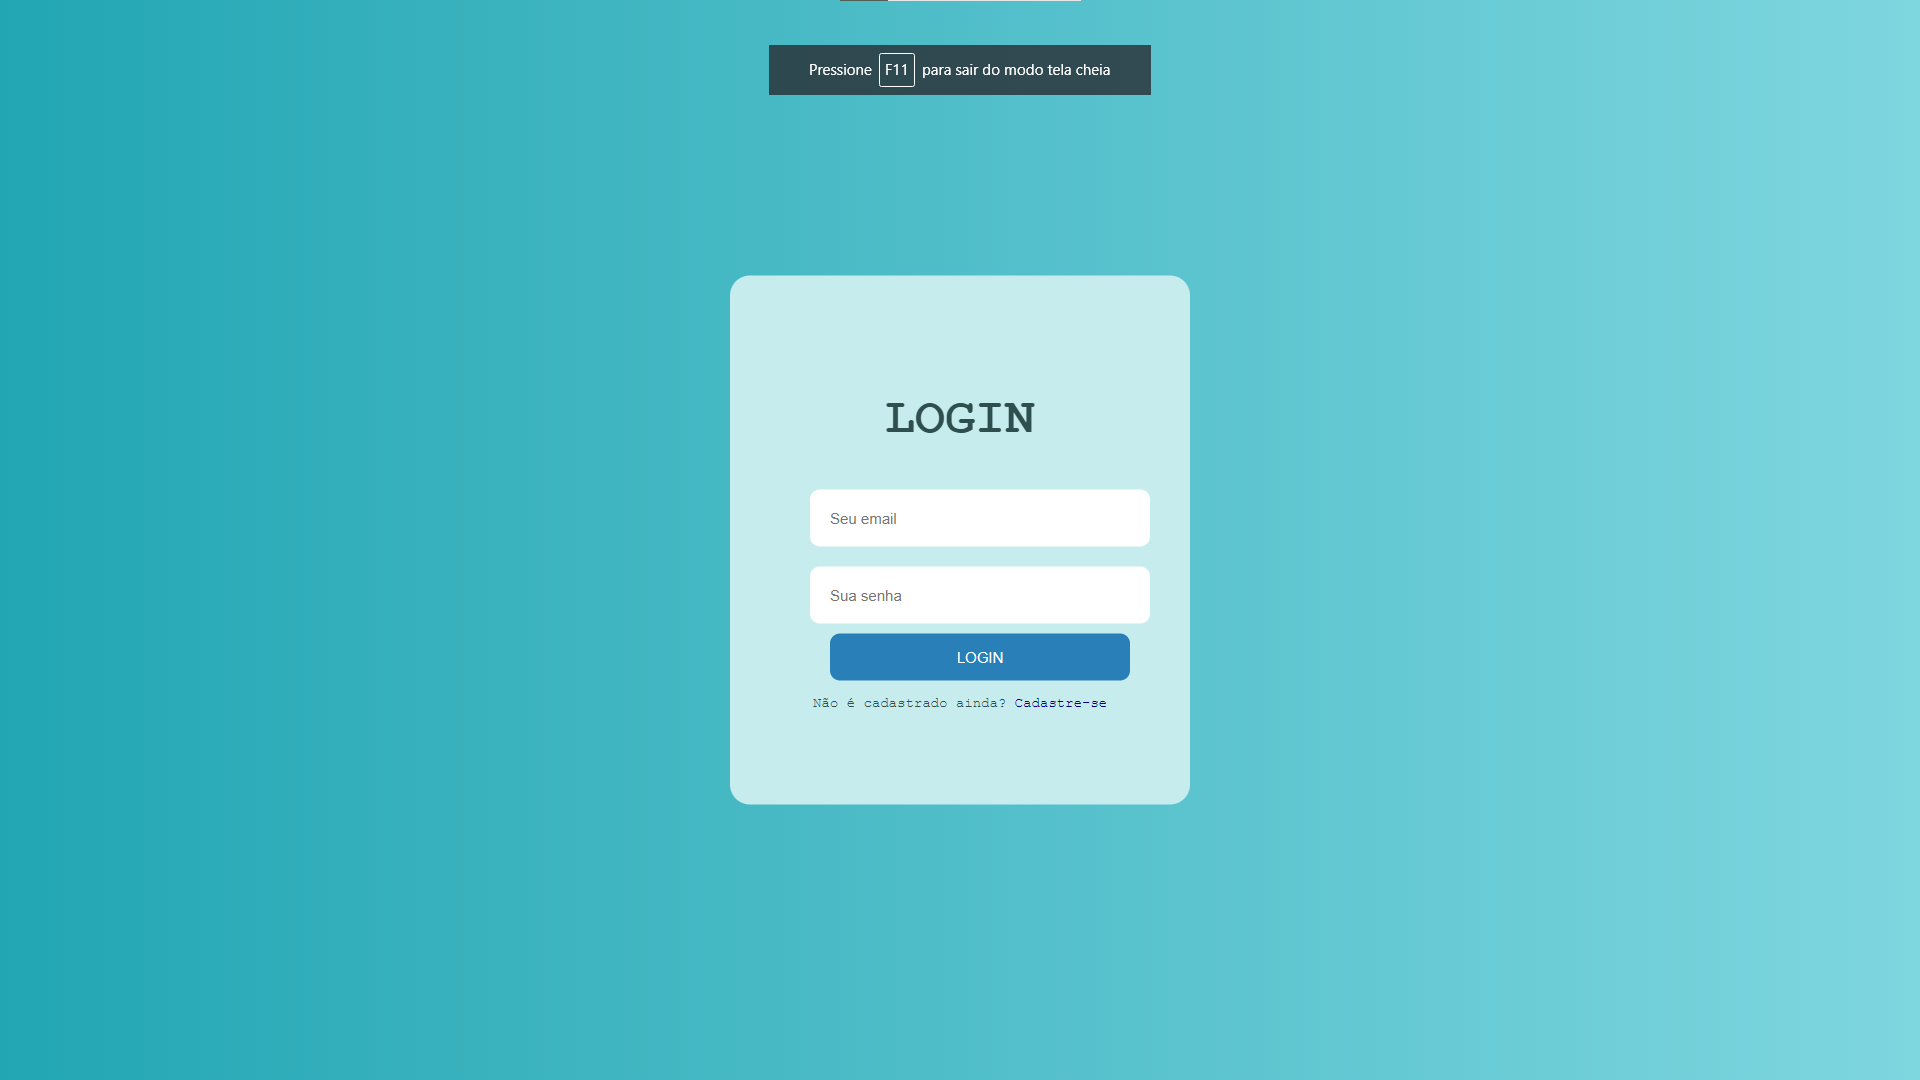 Pressione F11 para sair do modo tela cheia
LOGIN
Seu email
Sua senha
LOGIN
Não é cadastrado ainda? Cadastre-se